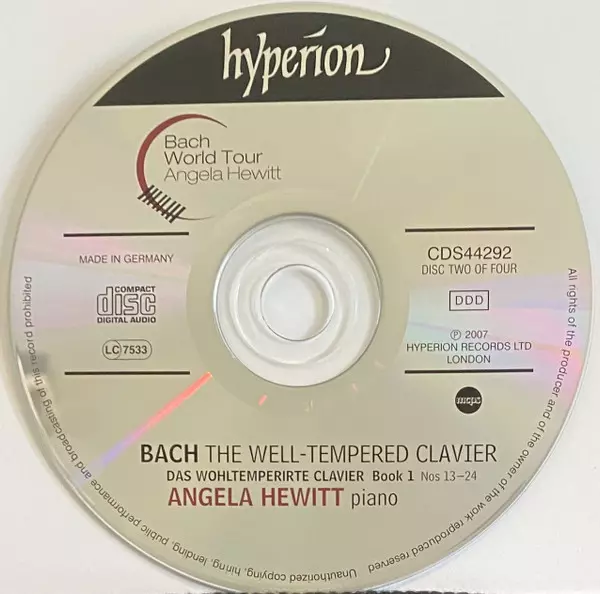 hyperion
Bach
World Tour
Angela Hewitt
MADE IN GERMANY
COMPACT
disc
DIGITAL AUDIO
LC 7533
CDS44292
DISC TWO OF FOUR
DDD
℗ 2007
HYPERION RECORDS LTD
LONDON
mcps
BACH THE WELL-TEMPERED CLAVIER
DAS WOHLTEMPERIRTE CLAVIER Book 1 Nos 13–24
ANGELA HEWITT piano
All rights of the producer and of the owner of the work reproduced reserved
Unauthorized copying, hiring, lending, public performance and broadcasting of this record prohibited